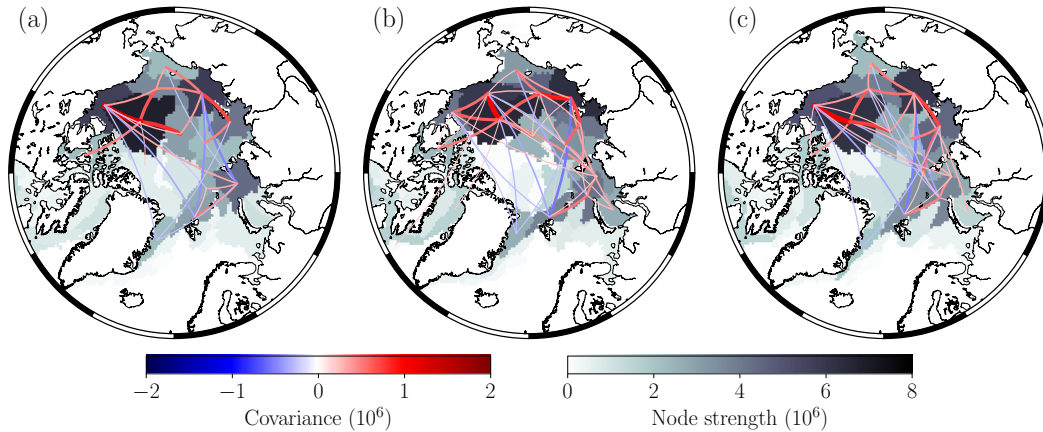 (a) (b) (c)
−2 −1 0 1 2 0 2 4 6 8
Covariance (10⁶) Node strength (10⁶)